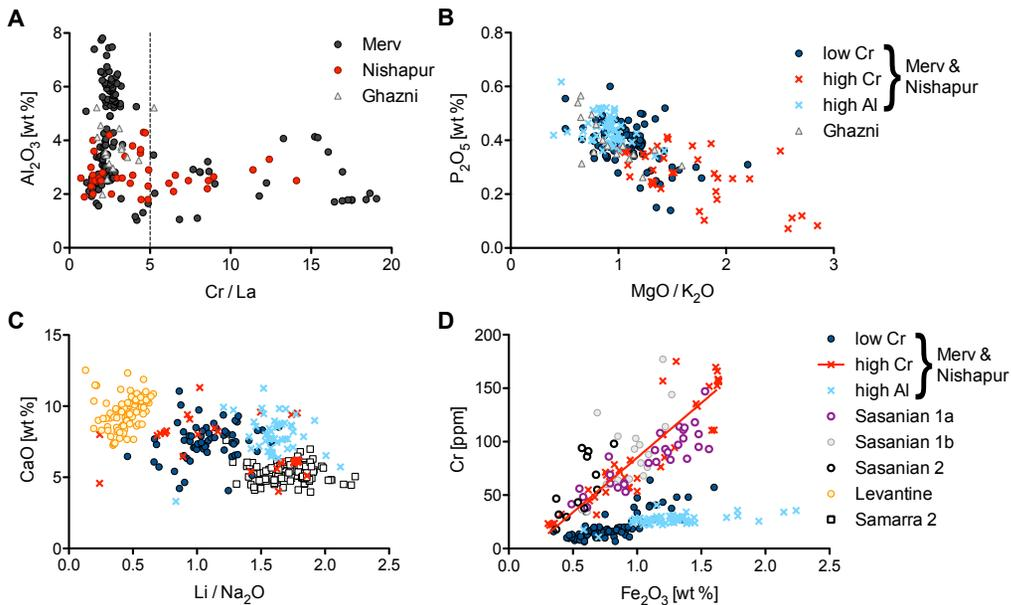 A
Al2O3 [wt %]
8
6
4
2
0
0 5 10 15 20
Cr / La
Merv
Nishapur
Ghazni
B
P2O5 [wt %]
0.8
0.6
0.4
0.2
0.0
0 1 2 3
MgO / K2O
low Cr
high Cr
high Al
Merv &
Nishapur
Ghazni
C
CaO [wt %]
15
10
5
0
0.0 0.5 1.0 1.5 2.0 2.5
Li / Na2O
D
Cr [ppm]
200
150
100
50
0
0.0 0.5 1.0 1.5 2.0 2.5
Fe2O3 [wt %]
low Cr
high Cr
high Al
Merv &
Nishapur
Sasanian 1a
Sasanian 1b
Sasanian 2
Levantine
Samarra 2